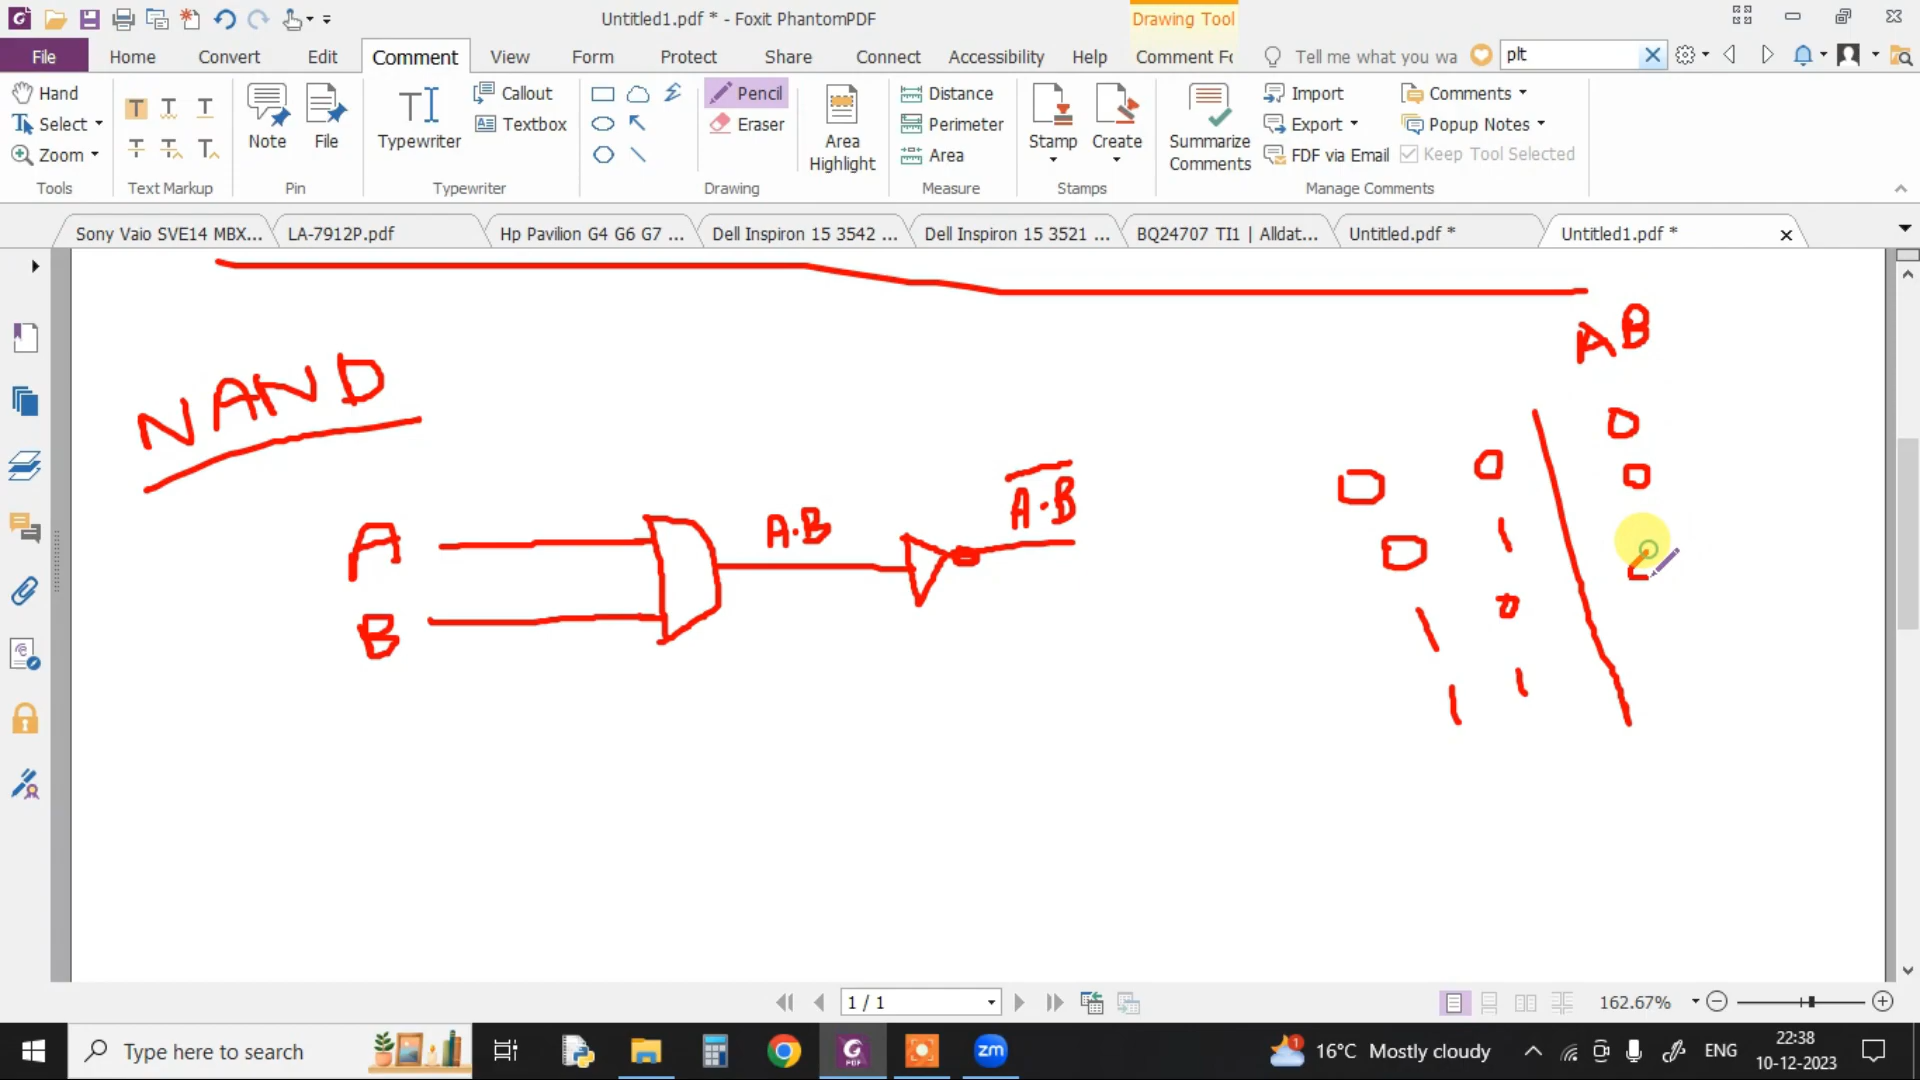 Untitled1.pdf * - Foxit PhantomPDF
Drawing Tool
File Home Convert Edit Comment View Form Protect Share Connect Accessibility Help Comment Fo Tell me what you wa plt
Hand
Select
Zoom
Tools
Text Markup
Note
File
Pin
Typewriter
Callout
Textbox
Typewriter
Pencil
Eraser
Drawing
Area
Highlight
Distance
Perimeter
Area
Measure
Stamp
Create
Stamps
Summarize
Comments
Import
Export
FDF via Email
Comments
Popup Notes
Keep Tool Selected
Manage Comments
Sony Vaio SVE14 MBX... LA-7912P.pdf Hp Pavilion G4 G6 G7 ... Dell Inspiron 15 3542 ... Dell Inspiron 15 3521 ... BQ24707 TI1 | Alldat... Untitled.pdf * Untitled1.pdf *
NAND
A
B
A.B
A̅.̅B̅
AB
0 0 0
0 1 0
1 0
1 1
1 / 1
162.67%
Type here to search
PDF
zm
1
16°C Mostly cloudy
ENG
22:38
10-12-2023